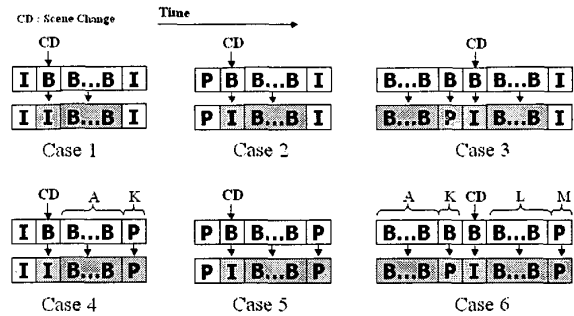 CD : Scene Change
Time
CD
CD
CD
I B B...B I
P B B...B I
B...B B B B...B I
I I B...B I
P I B...B I
B...B P I B...B I
Case 1
Case 2
Case 3
CD A K
CD
A K CD L M
I B B...B P
P B B...B P
B...B B B B...B P
I I B...B P
P I B...B P
B...B P I B...B P
Case 4
Case 5
Case 6